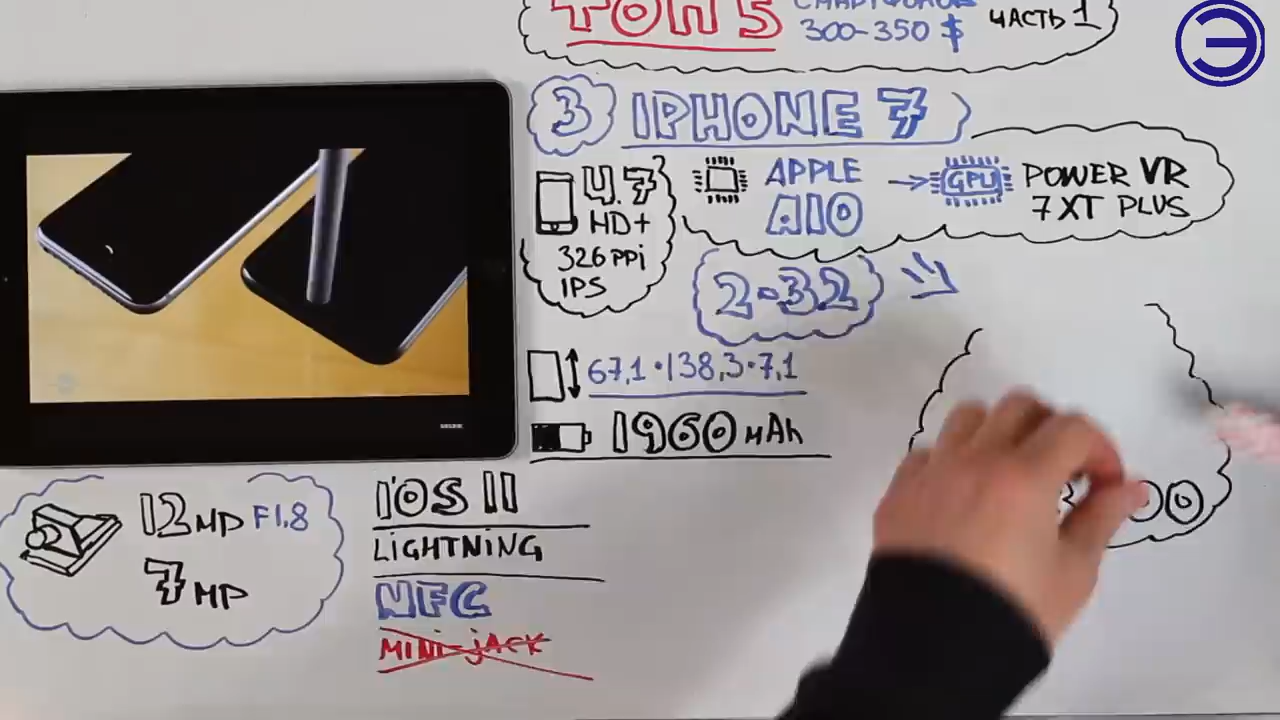 ТОП 5
СМАРТФОНОВ
300-350 $
ЧАСТЬ 1
3 IPHONE 7
4.7
HD+
326 PPi
IPS
APPLE
A10
GPU
POWER VR
7XT PLUS
2-32
67,1·138,3·7,1
1960 мAh
12 MP F1.8
7 MP
IOS 11
LIGHTNING
NFC
MINI-JACK